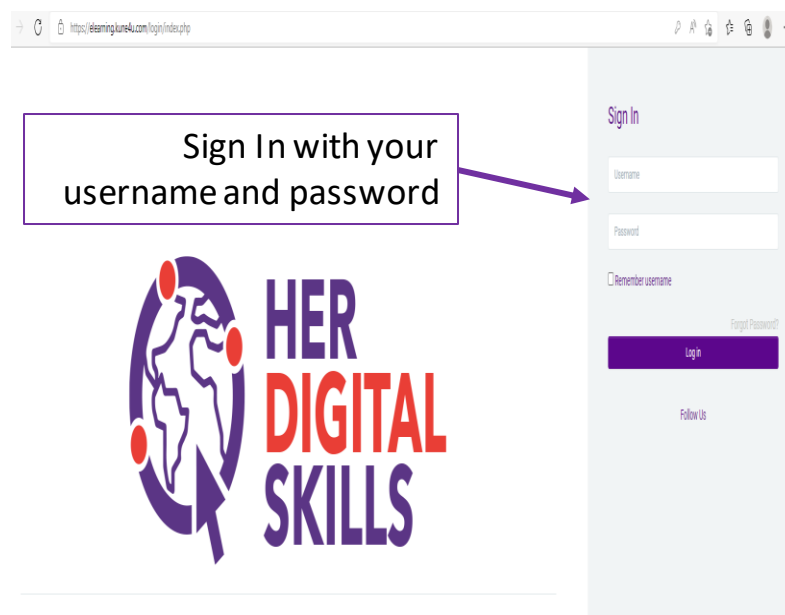 https://elearning.kune4u.com/login/index.php
Sign In with your
username and password
HER
DIGITAL
SKILLS
Sign In
Username
Password
Remember username
Forgot Password?
Log in
Follow Us